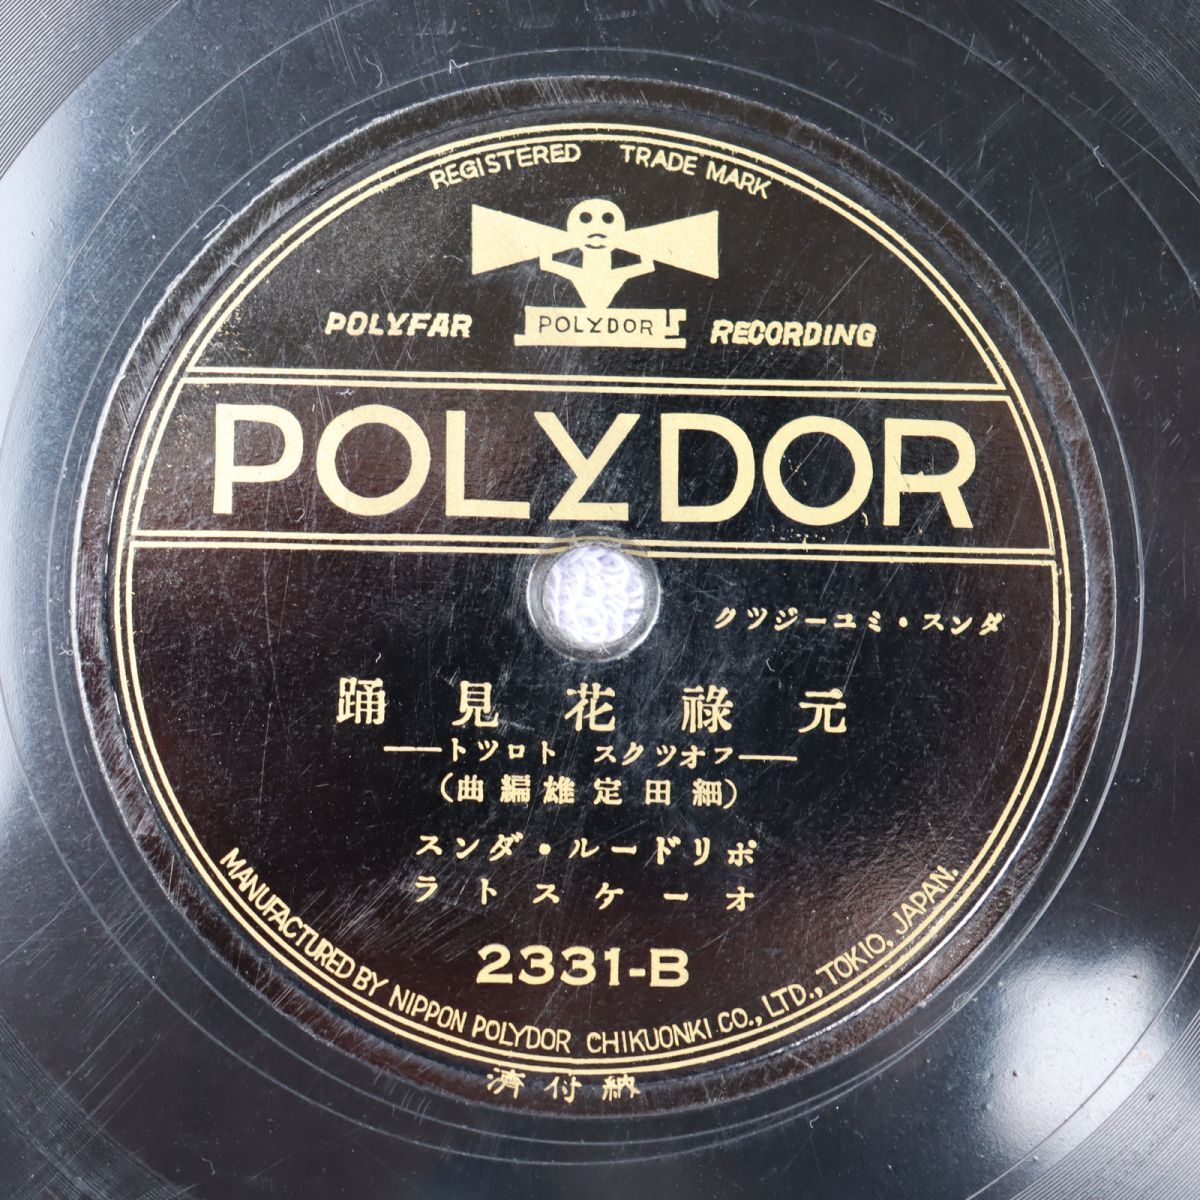 REGISTERED TRADE MARK
POLYDOR
POLYFAR RECORDING
POLYDOR
ダンス・ミユージツク
元祿花見踊
——フオツクス トロツト——
(細田定雄編曲)
ポリドール・ダンス
オーケストラ
2331-B
MANUFACTURED BY NIPPON POLYDOR CHIKUONKI CO., LTD., TOKIO, JAPAN.
納付濟